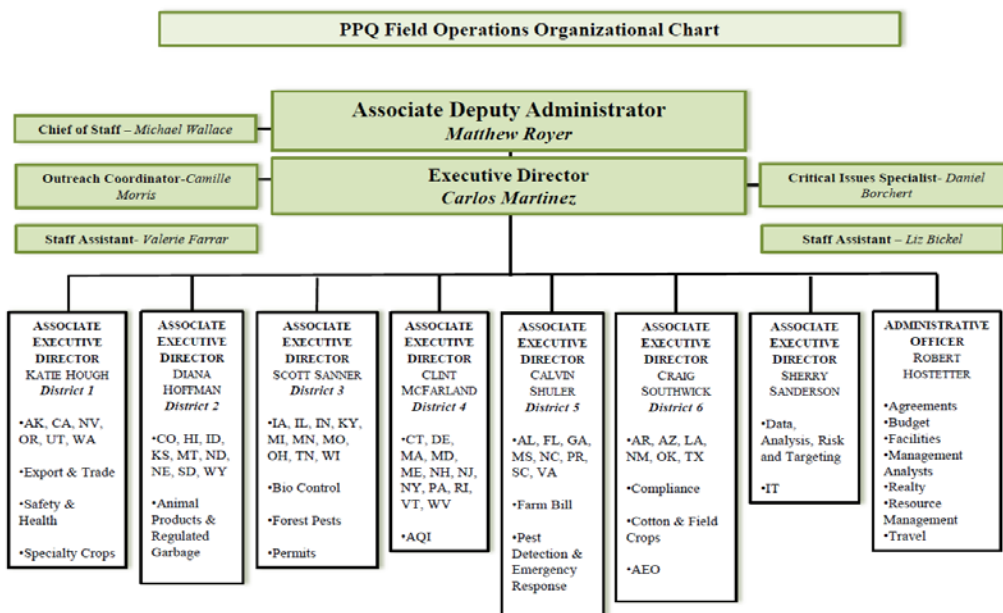 PPQ Field Operations Organizational Chart
Associate Deputy Administrator
Matthew Royer
Chief of Staff – Michael Wallace
Executive Director
Carlos Martinez
Outreach Coordinator-Camille
Morris
Critical Issues Specialist- Daniel
Borchert
Staff Assistant- Valerie Farrar
Staff Assistant – Liz Bickel
ASSOCIATE
EXECUTIVE
DIRECTOR
KATIE HOUGH
District 1
•AK, CA, NV,
OR, UT, WA
•Export & Trade
•Safety &
Health
•Specialty Crops
ASSOCIATE
EXECUTIVE
DIRECTOR
DIANA
HOFFMAN
District 2
•CO, HI, ID,
KS, MT, ND,
NE, SD, WY
•Animal
Products &
Regulated
Garbage
ASSOCIATE
EXECUTIVE
DIRECTOR
SCOTT SANNER
District 3
•IA, IL, IN, KY,
MI, MN, MO,
OH, TN, WI
•Bio Control
•Forest Pests
•Permits
ASSOCIATE
EXECUTIVE
DIRECTOR
CLINT
MCFARLAND
District 4
•CT, DE,
MA, MD,
ME, NH, NJ,
NY, PA, RI,
VT, WV
•AQI
ASSOCIATE
EXECUTIVE
DIRECTOR
CALVIN
SHULER
District 5
•AL, FL, GA,
MS, NC, PR,
SC, VA
•Farm Bill
•Pest
Detection &
Emergency
Response
ASSOCIATE
EXECUTIVE
DIRECTOR
CRAIG
SOUTHWICK
District 6
•AR, AZ, LA,
NM, OK, TX
•Compliance
•Cotton & Field
Crops
•AEO
ASSOCIATE
EXECUTIVE
DIRECTOR
SHERRY
SANDERSON
•Data,
Analysis, Risk
and Targeting
•IT
ADMINISTRATIVE
OFFICER
ROBERT
HOSTETTER
•Agreements
•Budget
•Facilities
•Management
Analysts
•Realty
•Resource
Management
•Travel